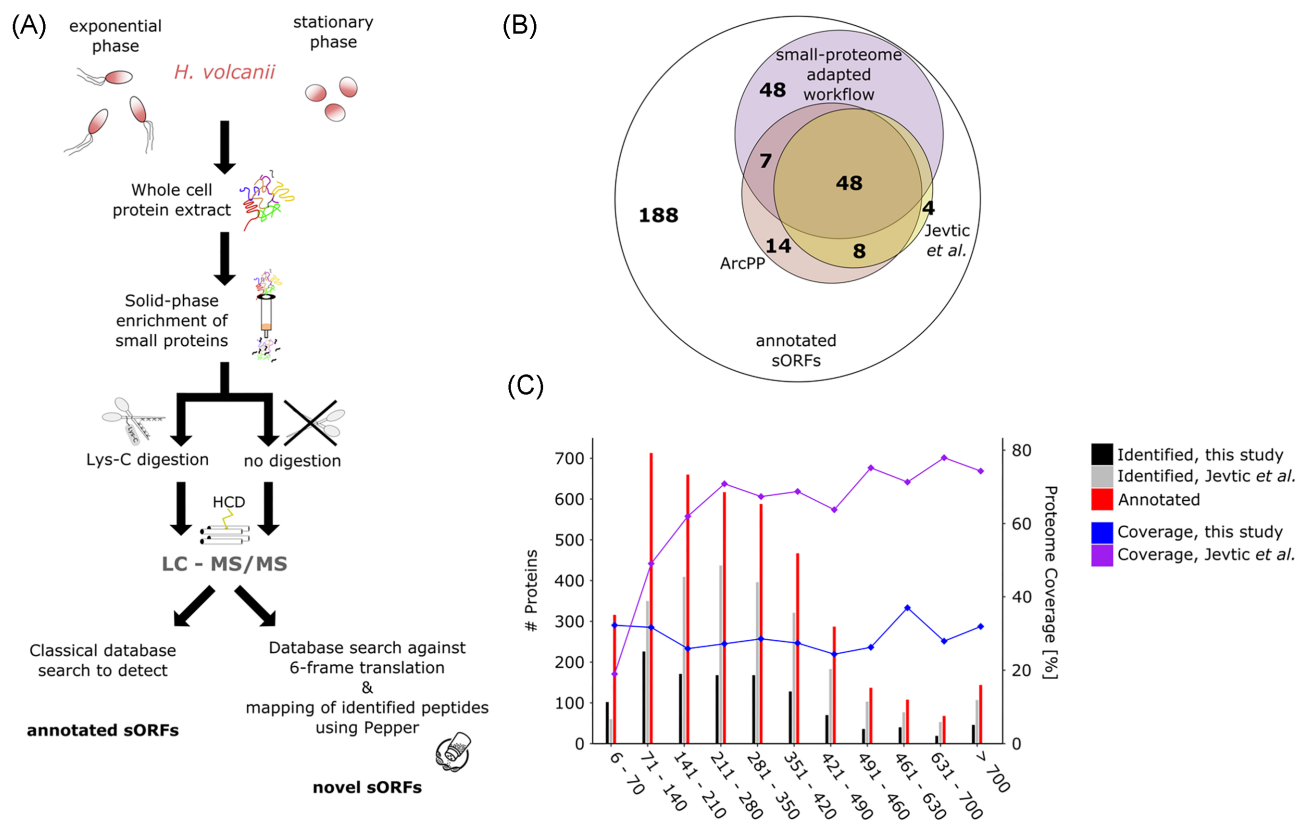 (A)
exponential
phase
stationary
phase
H. volcanii
Whole cell
protein extract
Solid-phase
enrichment of
small proteins
Lys-C
Lys-C digestion
no digestion
HCD
LC - MS/MS
Classical database
search to detect
annotated sORFs
Database search against
6-frame translation
&
mapping of identified peptides
using Pepper
novel sORFs
(B)
small-proteome
adapted
workflow
48
7
48
4
188
14
8
ArcPP
Jevtic
et al.
annotated
sORFs
(C)
# Proteins
700
600
500
400
300
200
100
0
80
60
40
20
0
Proteome Coverage [%]
6 - 70
71 - 140
141 - 210
211 - 280
281 - 350
351 - 420
421 - 490
491 - 460
461 - 630
631 - 700
> 700
Identified, this study
Identified, Jevtic et al.
Annotated
Coverage, this study
Coverage, Jevtic et al.